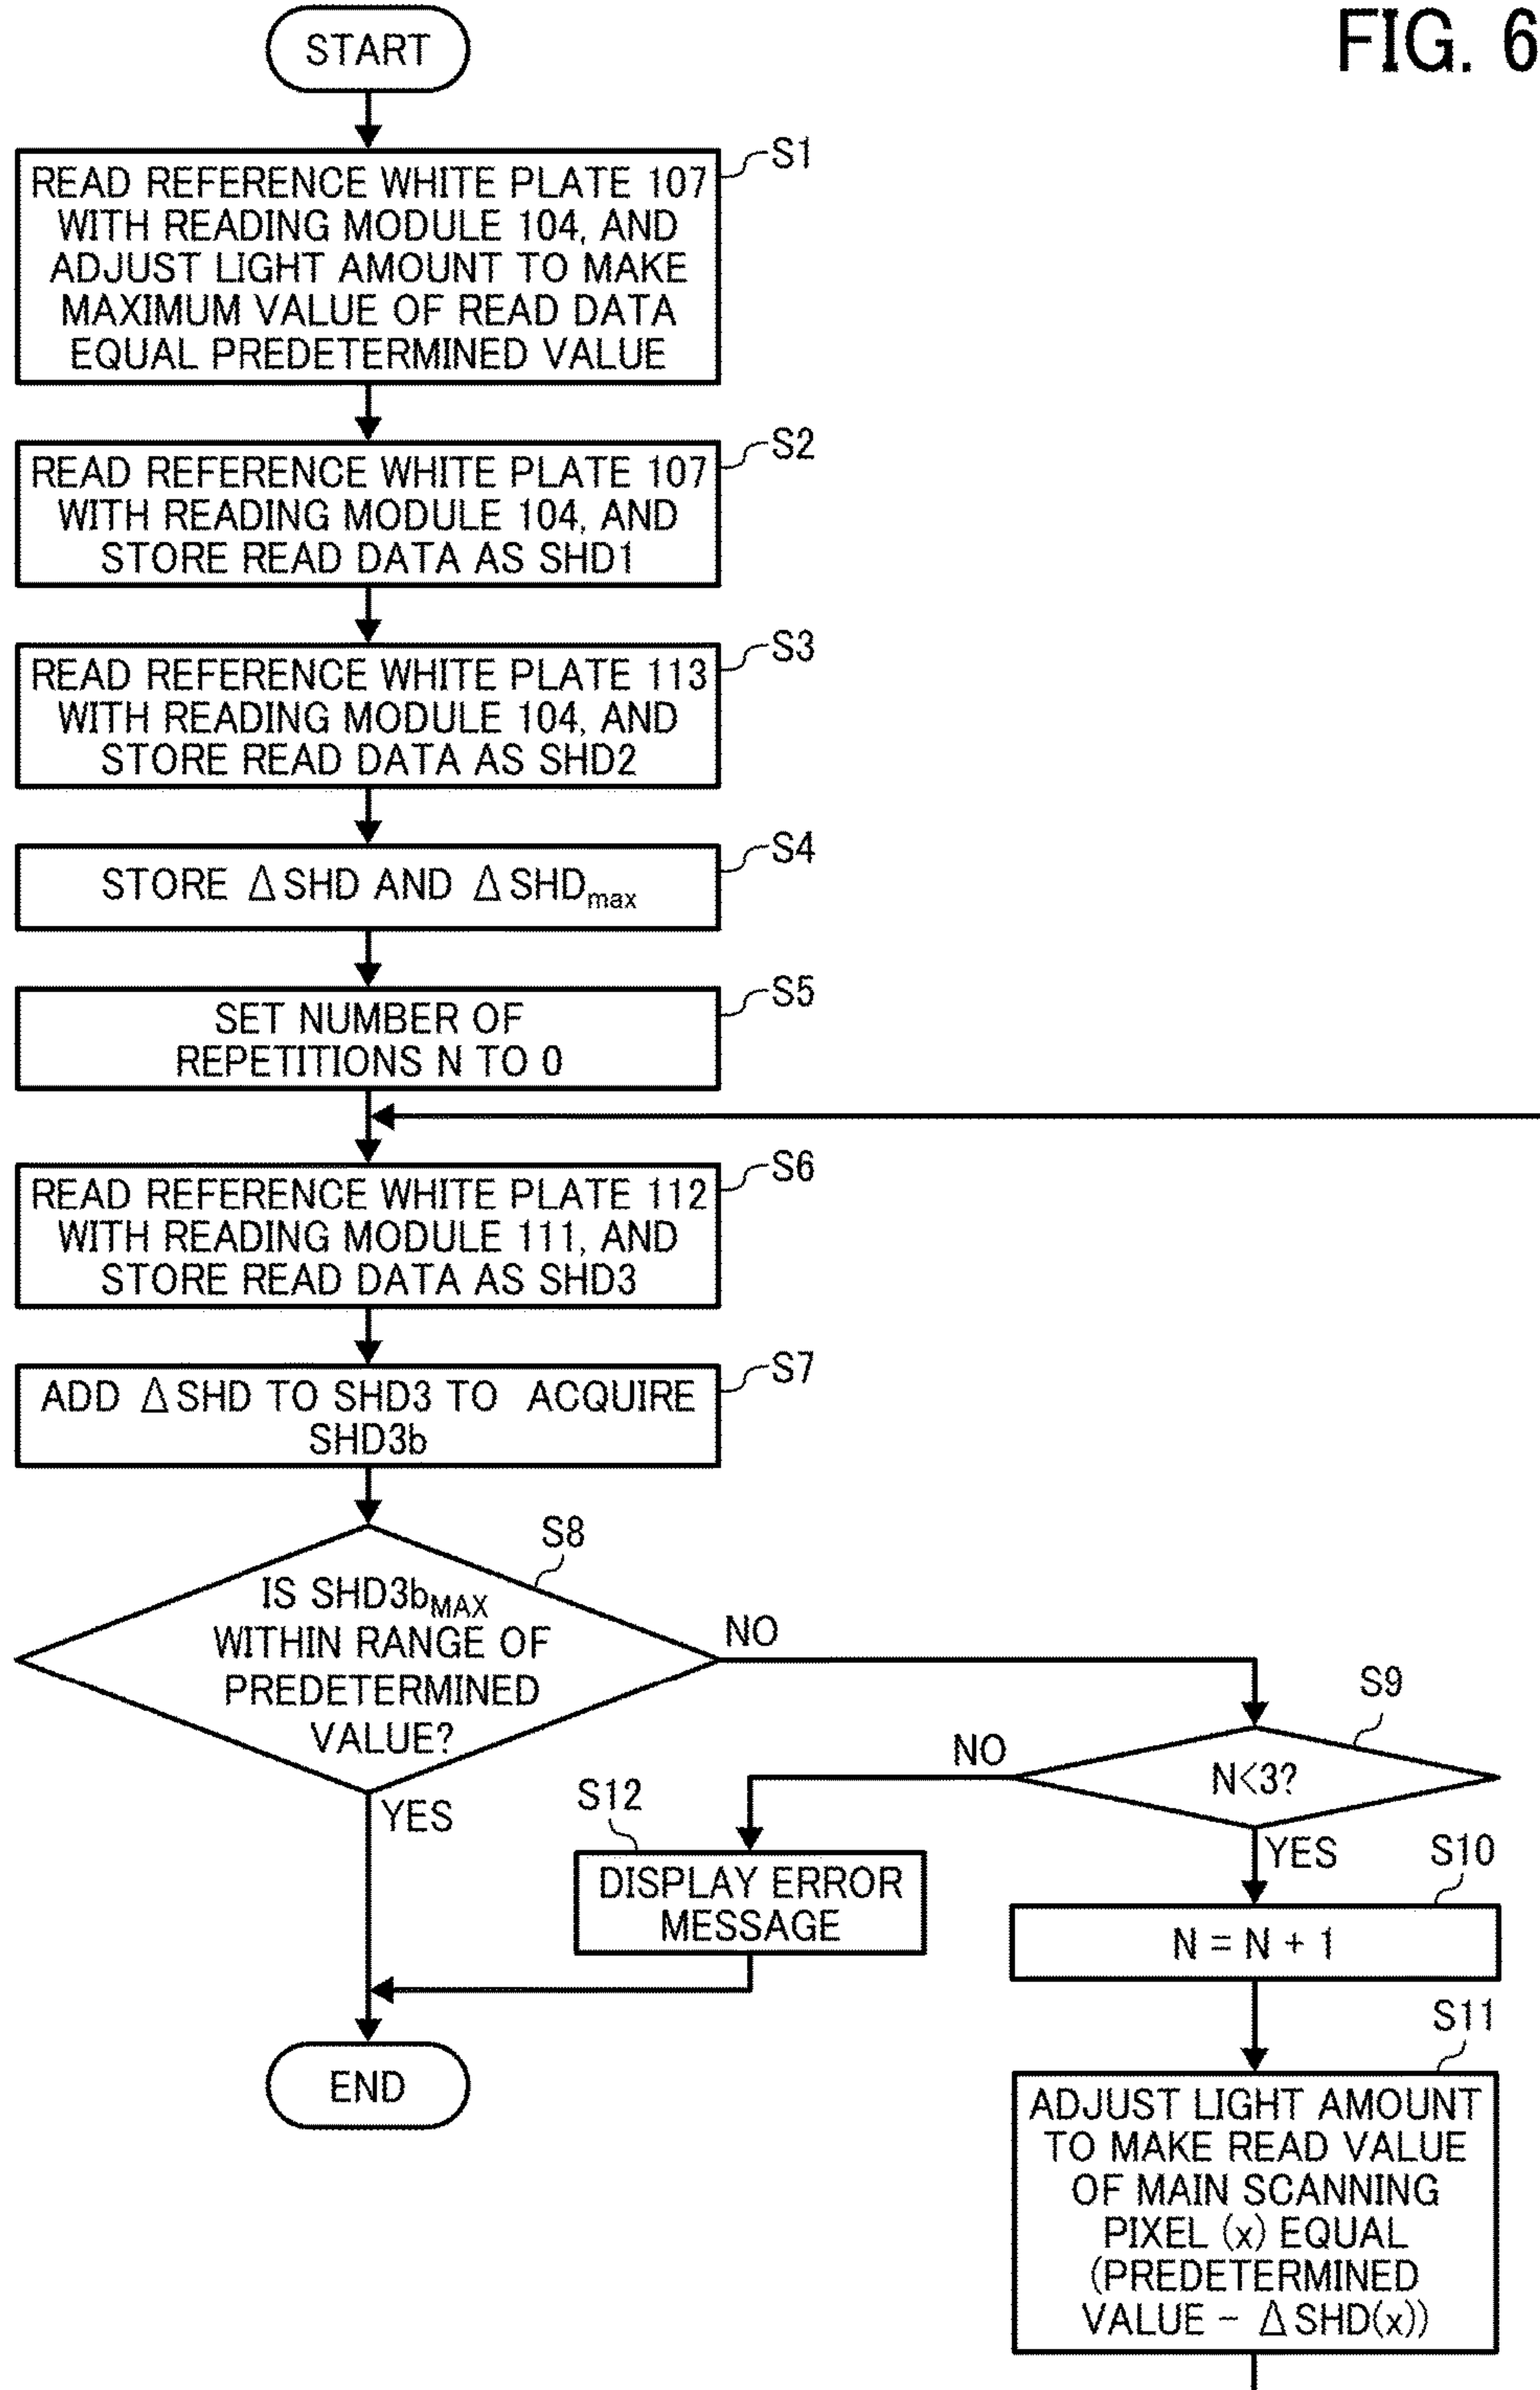 FIG. 6
START
S1
READ REFERENCE WHITE PLATE 107
WITH READING MODULE 104, AND
ADJUST LIGHT AMOUNT TO MAKE
MAXIMUM VALUE OF READ DATA
EQUAL PREDETERMINED VALUE
S2
READ REFERENCE WHITE PLATE 107
WITH READING MODULE 104, AND
STORE READ DATA AS SHD1
S3
READ REFERENCE WHITE PLATE 113
WITH READING MODULE 104, AND
STORE READ DATA AS SHD2
S4
STORE ΔSHD AND ΔSHDmax
S5
SET NUMBER OF
REPETITIONS N TO 0
S6
READ REFERENCE WHITE PLATE 112
WITH READING MODULE 111, AND
STORE READ DATA AS SHD3
S7
ADD ΔSHD TO SHD3 TO ACQUIRE
SHD3b
S8
IS SHD3bMAX
WITHIN RANGE OF
PREDETERMINED
VALUE?
NO
YES
S9
N<3?
NO
YES
S12
DISPLAY ERROR
MESSAGE
S10
N = N + 1
S11
ADJUST LIGHT AMOUNT
TO MAKE READ VALUE
OF MAIN SCANNING
PIXEL (x) EQUAL
(PREDETERMINED
VALUE - ΔSHD(x))
END